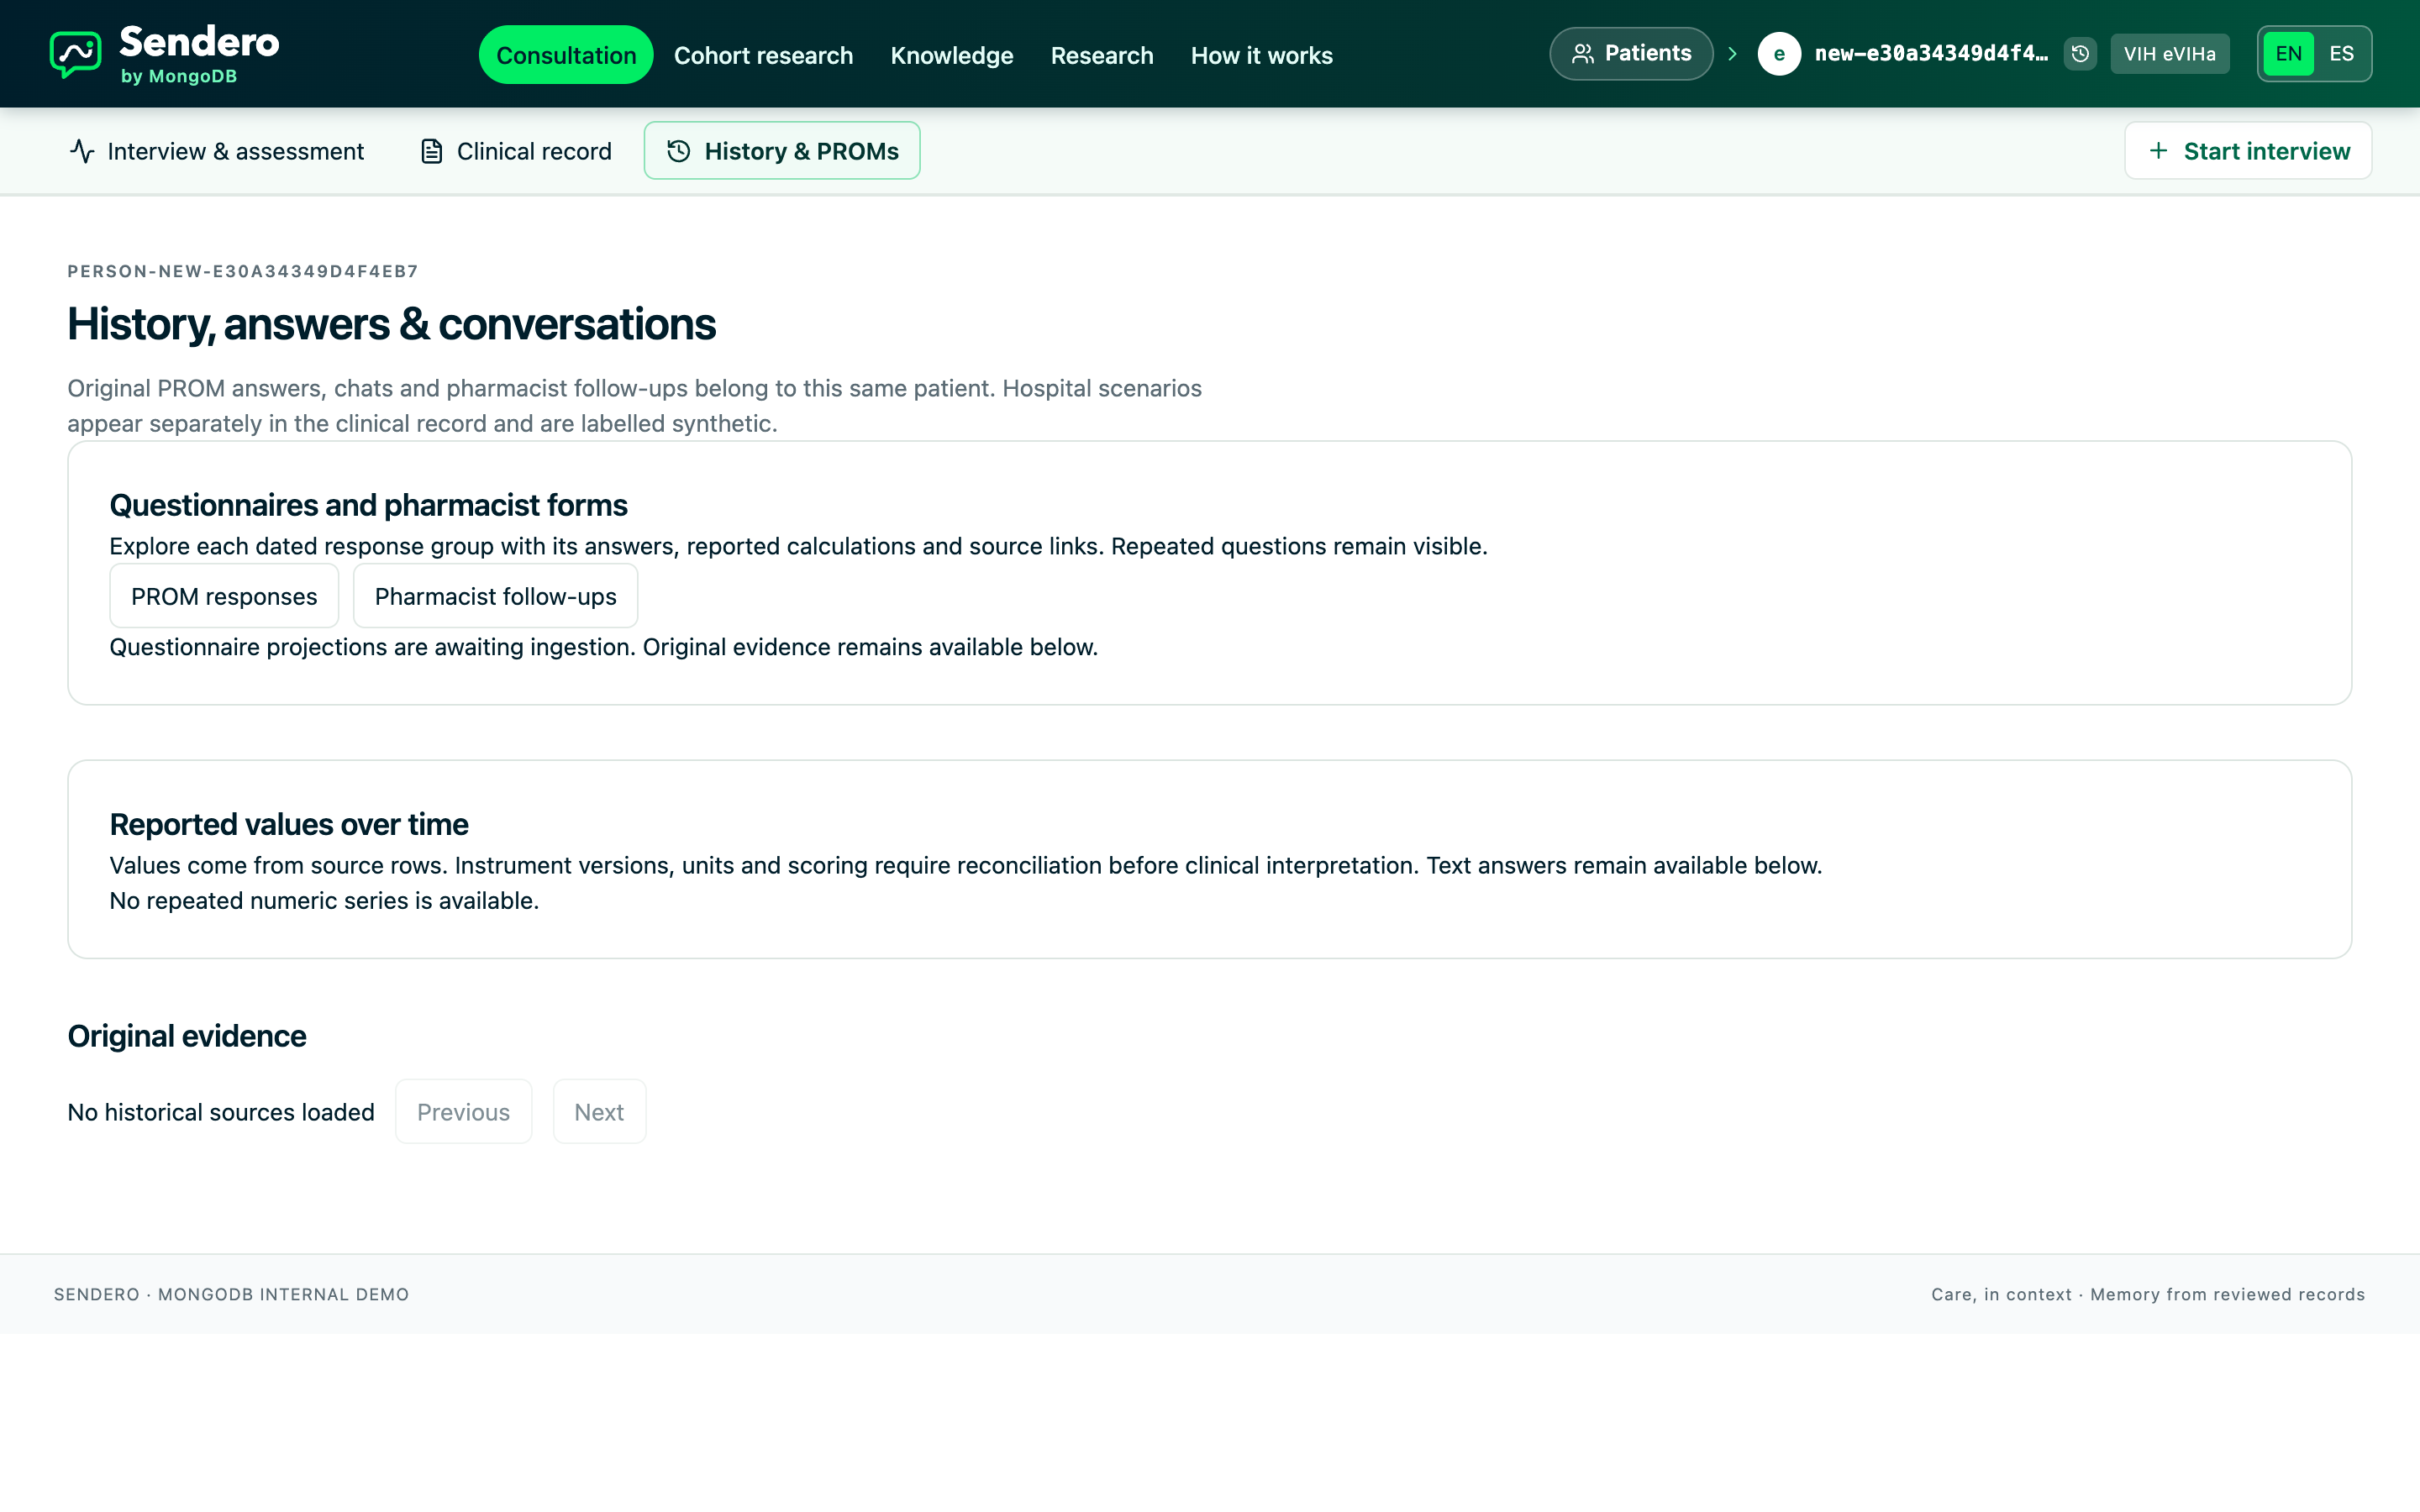 Sendero
by MongoDB
Consultation
Cohort research
Knowledge
Research
How it works
Patients
e
new-e30a34349d4f4…
VIH eVIHa
EN
ES
Interview & assessment
Clinical record
History & PROMs
+ Start interview
PERSON-NEW-E30A34349D4F4EB7
History, answers & conversations
Original PROM answers, chats and pharmacist follow-ups belong to this same patient. Hospital scenarios
appear separately in the clinical record and are labelled synthetic.
Questionnaires and pharmacist forms
Explore each dated response group with its answers, reported calculations and source links. Repeated questions remain visible.
PROM responses
Pharmacist follow-ups
Questionnaire projections are awaiting ingestion. Original evidence remains available below.
Reported values over time
Values come from source rows. Instrument versions, units and scoring require reconciliation before clinical interpretation. Text answers remain available below.
No repeated numeric series is available.
Original evidence
No historical sources loaded
Previous
Next
SENDERO · MONGODB INTERNAL DEMO
Care, in context · Memory from reviewed records